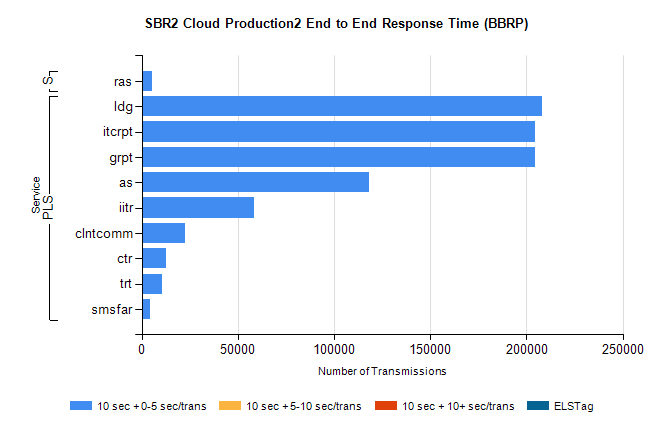 SBR2 Cloud Production2 End to End Response Time (BBRP)
S
ras
ldg
itcrpt
grpt
as
iitr
clntcomm
ctr
trt
smsfar
Service
PLS
0 50000 100000 150000 200000 250000
Number of Transmissions
10 sec +0-5 sec/trans 10 sec +5-10 sec/trans 10 sec + 10+ sec/trans ELSTag